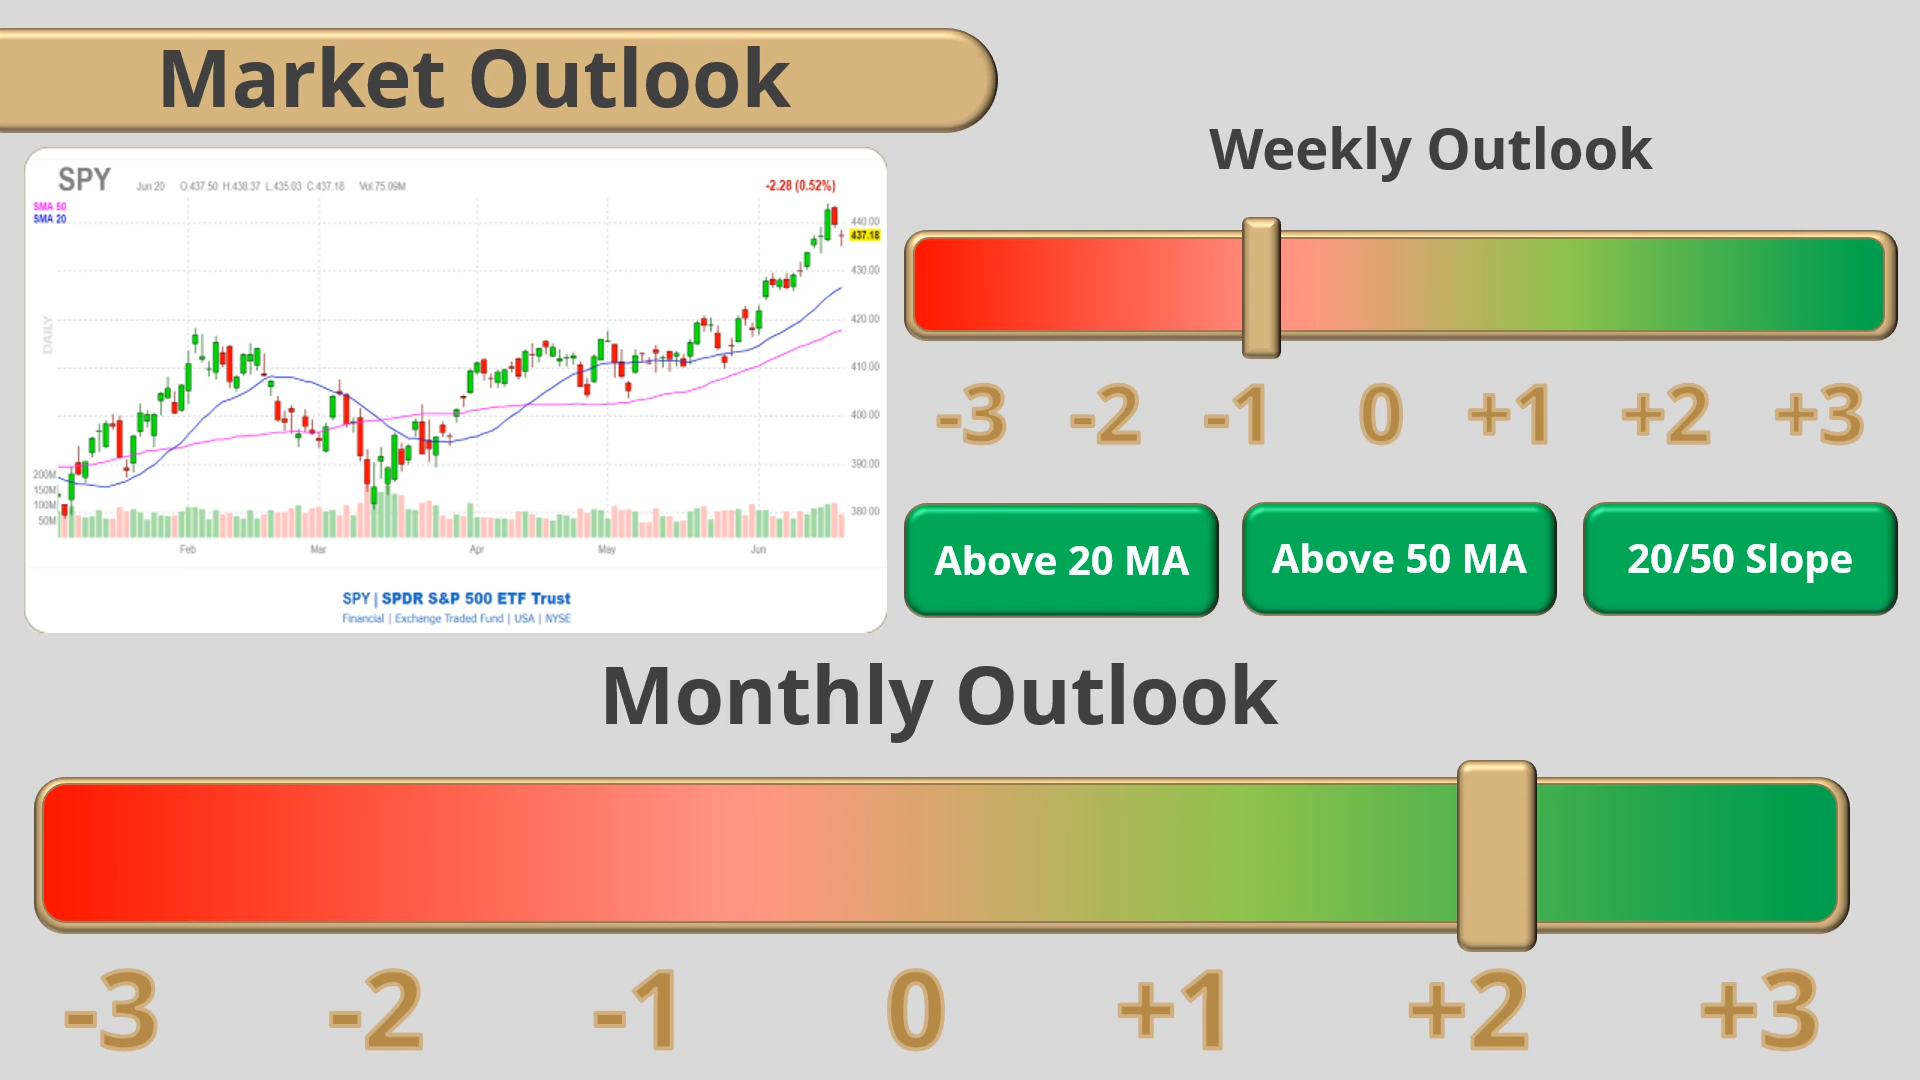 Market Outlook
SPY Jun 20 O.437.50 H.438.37 L.435.03 C.437.18 Vol:75.09M -2.28 (0.52%)
SMA 50
SMA 20
440.00
437.18
430.00
420.00
410.00
400.00
390.00
380.00
DAILY
200M
150M
100M
50M
Feb Mar Apr May Jun
SPY | SPDR S&P 500 ETF Trust
Financial | Exchange Traded Fund | USA | NYSE
Weekly Outlook
-3 -2 -1 0 +1 +2 +3
Above 20 MA
Above 50 MA
20/50 Slope
Monthly Outlook
-3 -2 -1 0 +1 +2 +3